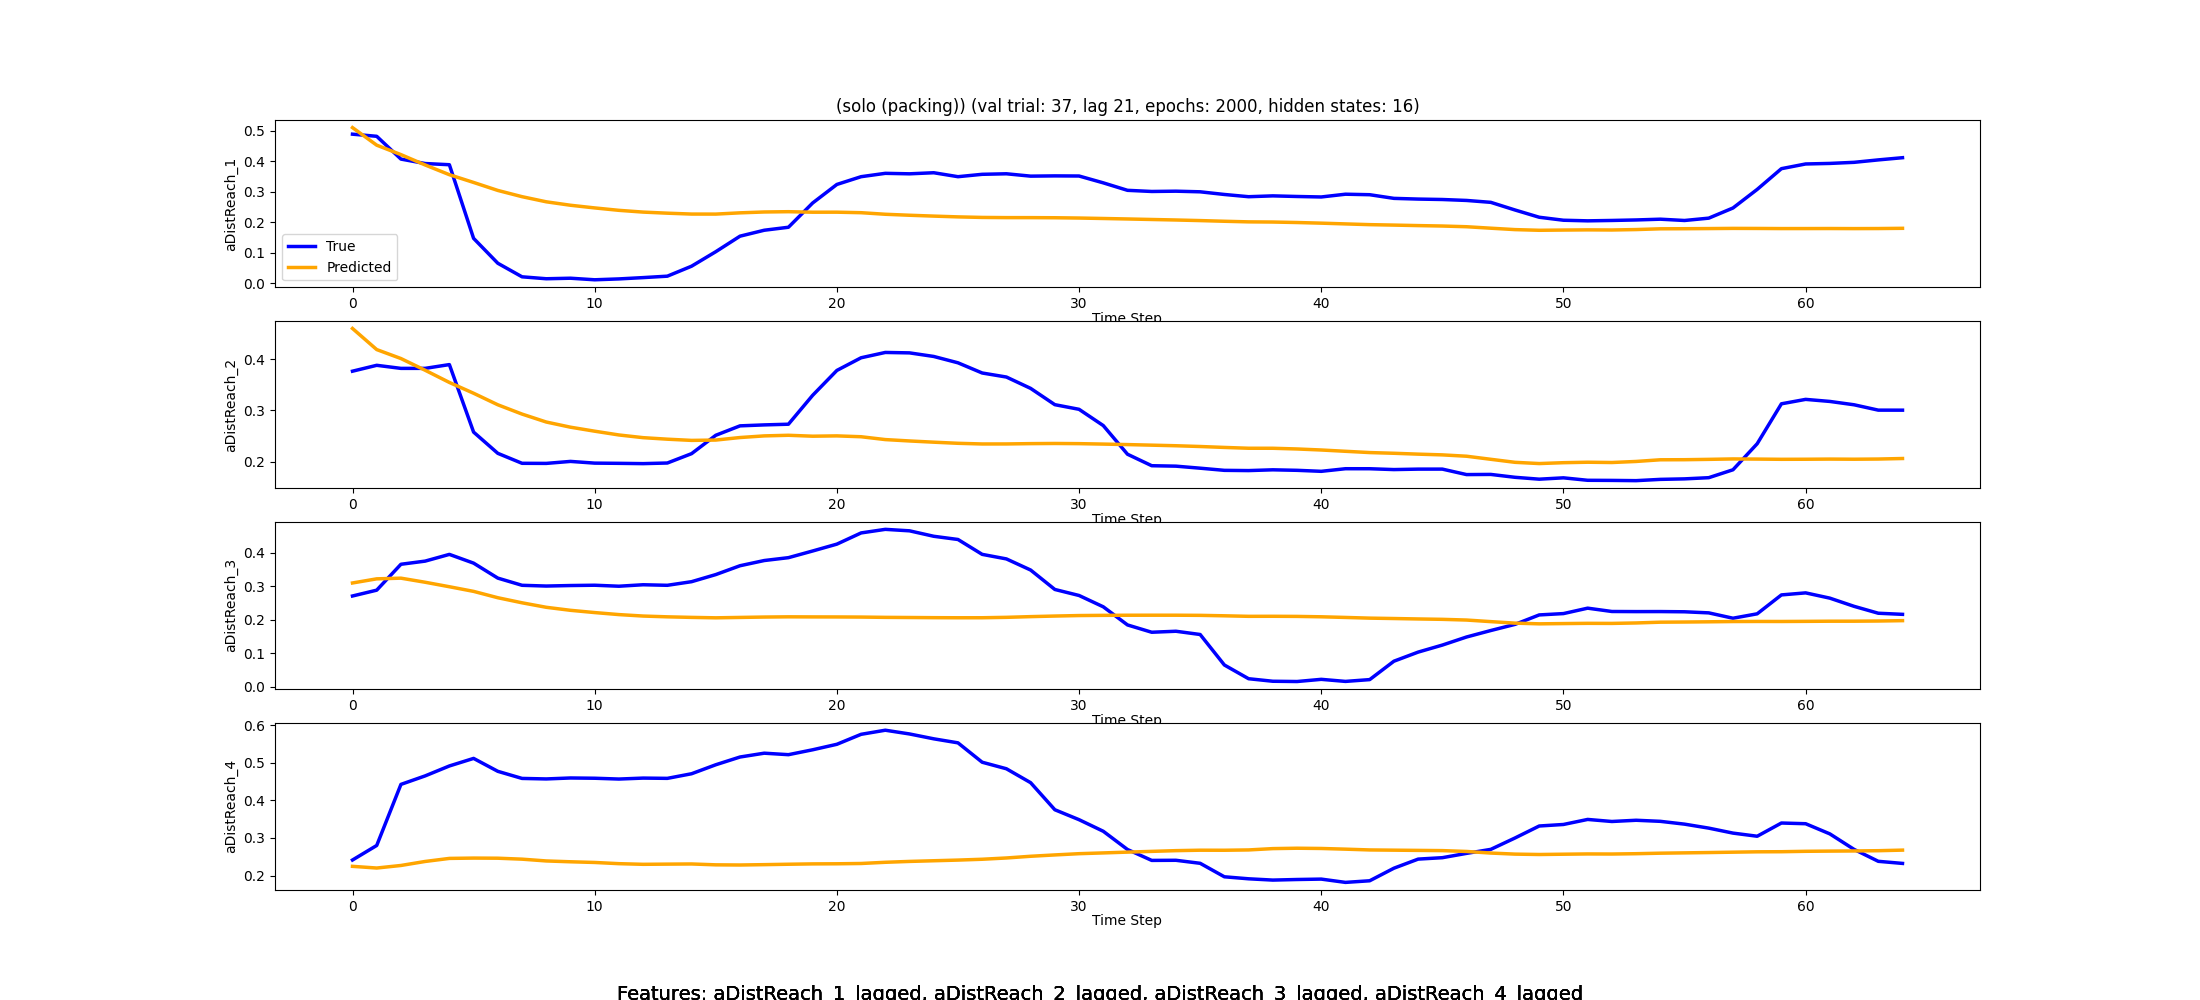 (solo (packing)) (val trial: 37, lag 21, epochs: 2000, hidden states: 16)
aDistReach_1
0.5
0.4
0.3
0.2
0.1
0.0
True
Predicted
0 10 20 30 40 50 60
Time Step
aDistReach_2
0.4
0.3
0.2
0 10 20 30 40 50 60
Time Step
aDistReach_3
0.4
0.3
0.2
0.1
0.0
0 10 20 30 40 50 60
Time Step
aDistReach_4
0.6
0.5
0.4
0.3
0.2
0 10 20 30 40 50 60
Time Step
Features: aDistReach_1_lagged, aDistReach_2_lagged, aDistReach_3_lagged, aDistReach_4_lagged